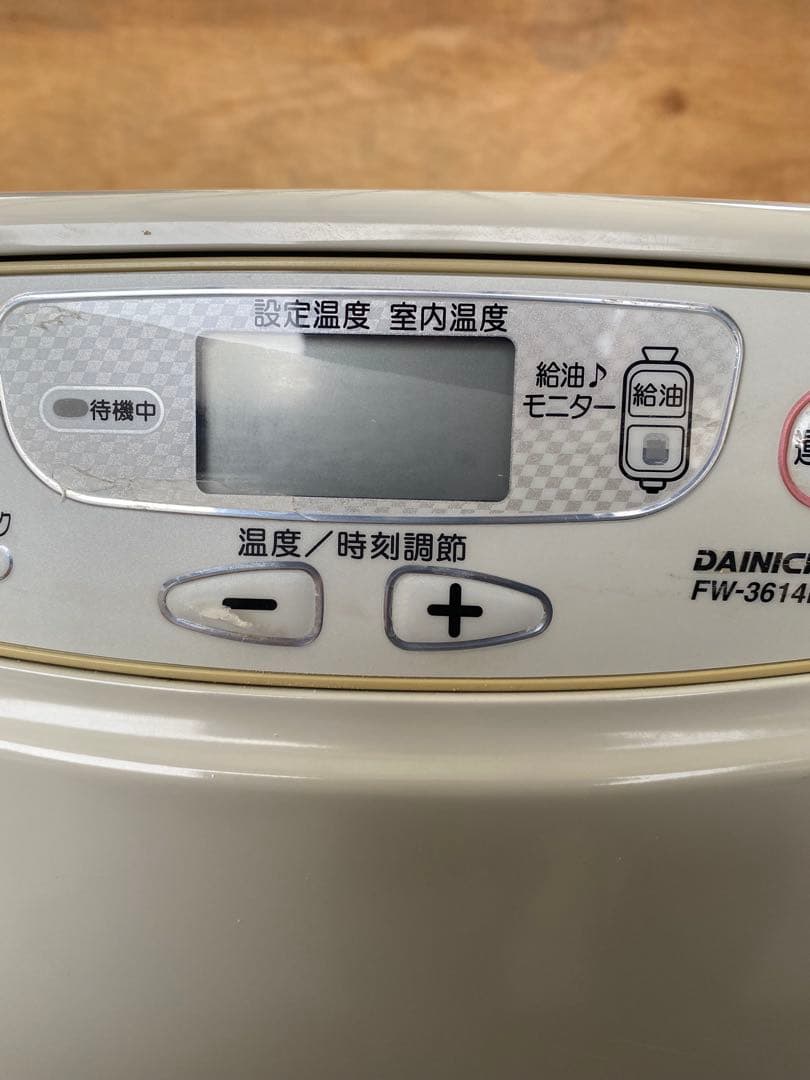 設定温度 室内温度
待機中
給油♪
モニター
給油
温度/時刻調節
− +
DAINICH
FW-3614